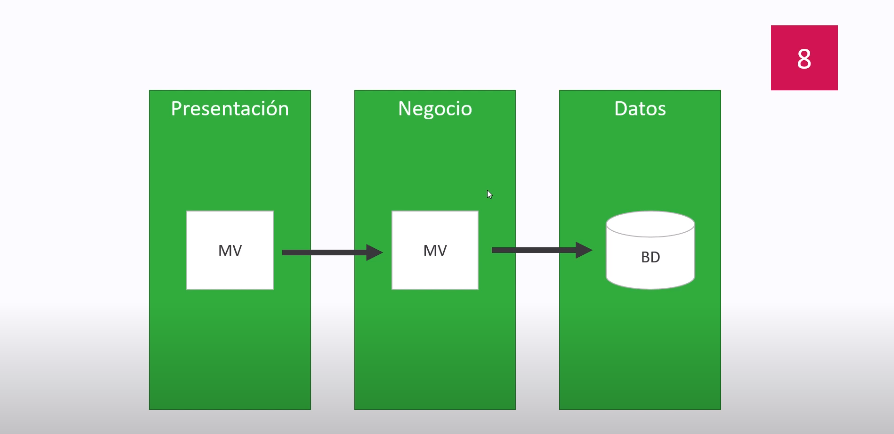 8
Presentación
Negocio
Datos
MV
MV
BD